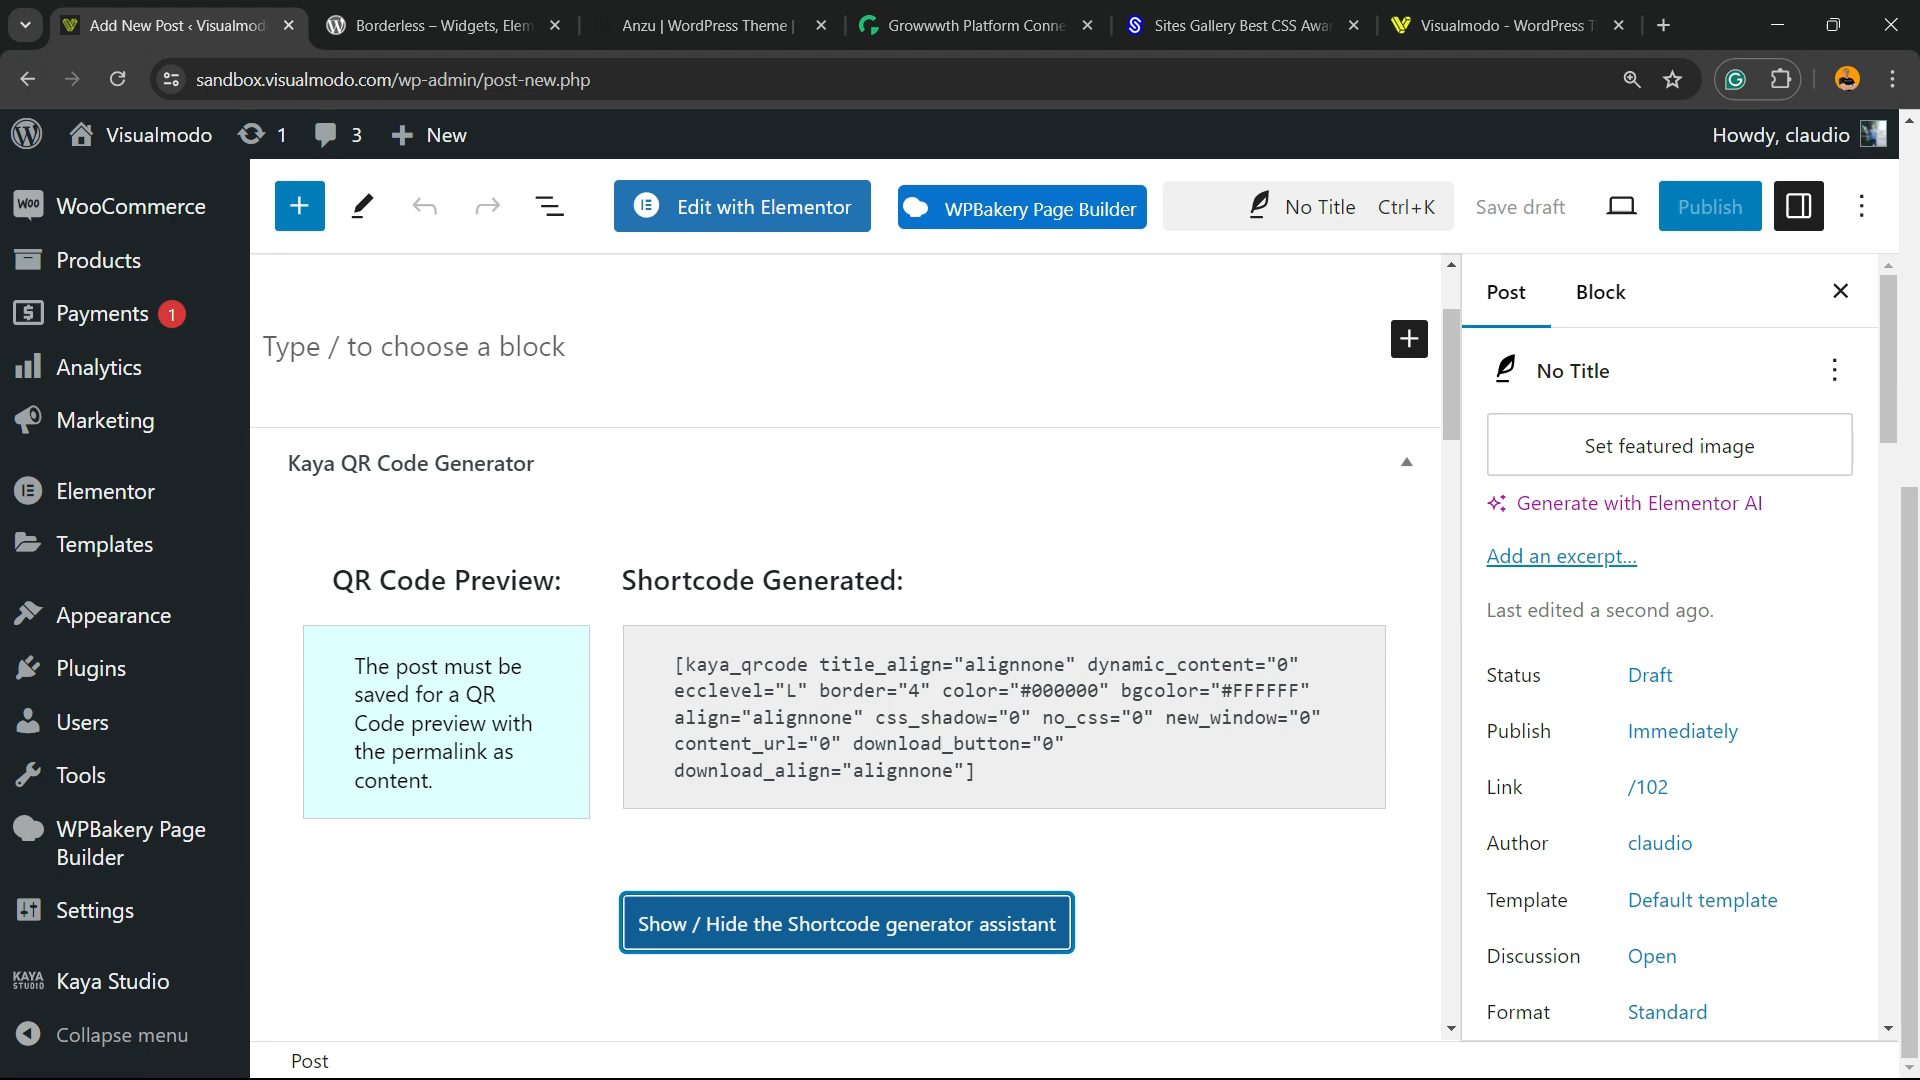 Add New Post ‹ Visualmod
Borderless – Widgets, Elem
Anzu | WordPress Theme |
Growwwth Platform Conne
Sites Gallery Best CSS Awa
Visualmodo - WordPress T
sandbox.visualmodo.com/wp-admin/post-new.php
Visualmodo
1
3
New
Howdy, claudio
Woo WooCommerce
Products
Payments 1
Analytics
Marketing
Elementor
Templates
Appearance
Plugins
Users
Tools
WPBakery Page
Builder
Settings
KAYA STUDIO Kaya Studio
Collapse menu
Edit with Elementor
WPBakery Page Builder
No Title Ctrl+K
Save draft
Publish
Type / to choose a block
Kaya QR Code Generator
QR Code Preview:
The post must be
saved for a QR
Code preview with
the permalink as
content.
Shortcode Generated:
[kaya_qrcode title_align="alignnone" dynamic_content="0"
ecclevel="L" border="4" color="#000000" bgcolor="#FFFFFF"
align="alignnone" css_shadow="0" no_css="0" new_window="0"
content_url="0" download_button="0"
download_align="alignnone"]
Show / Hide the Shortcode generator assistant
Post
Post Block
No Title
Set featured image
Generate with Elementor AI
Add an excerpt...
Last edited a second ago.
Status Draft
Publish Immediately
Link /102
Author claudio
Template Default template
Discussion Open
Format Standard